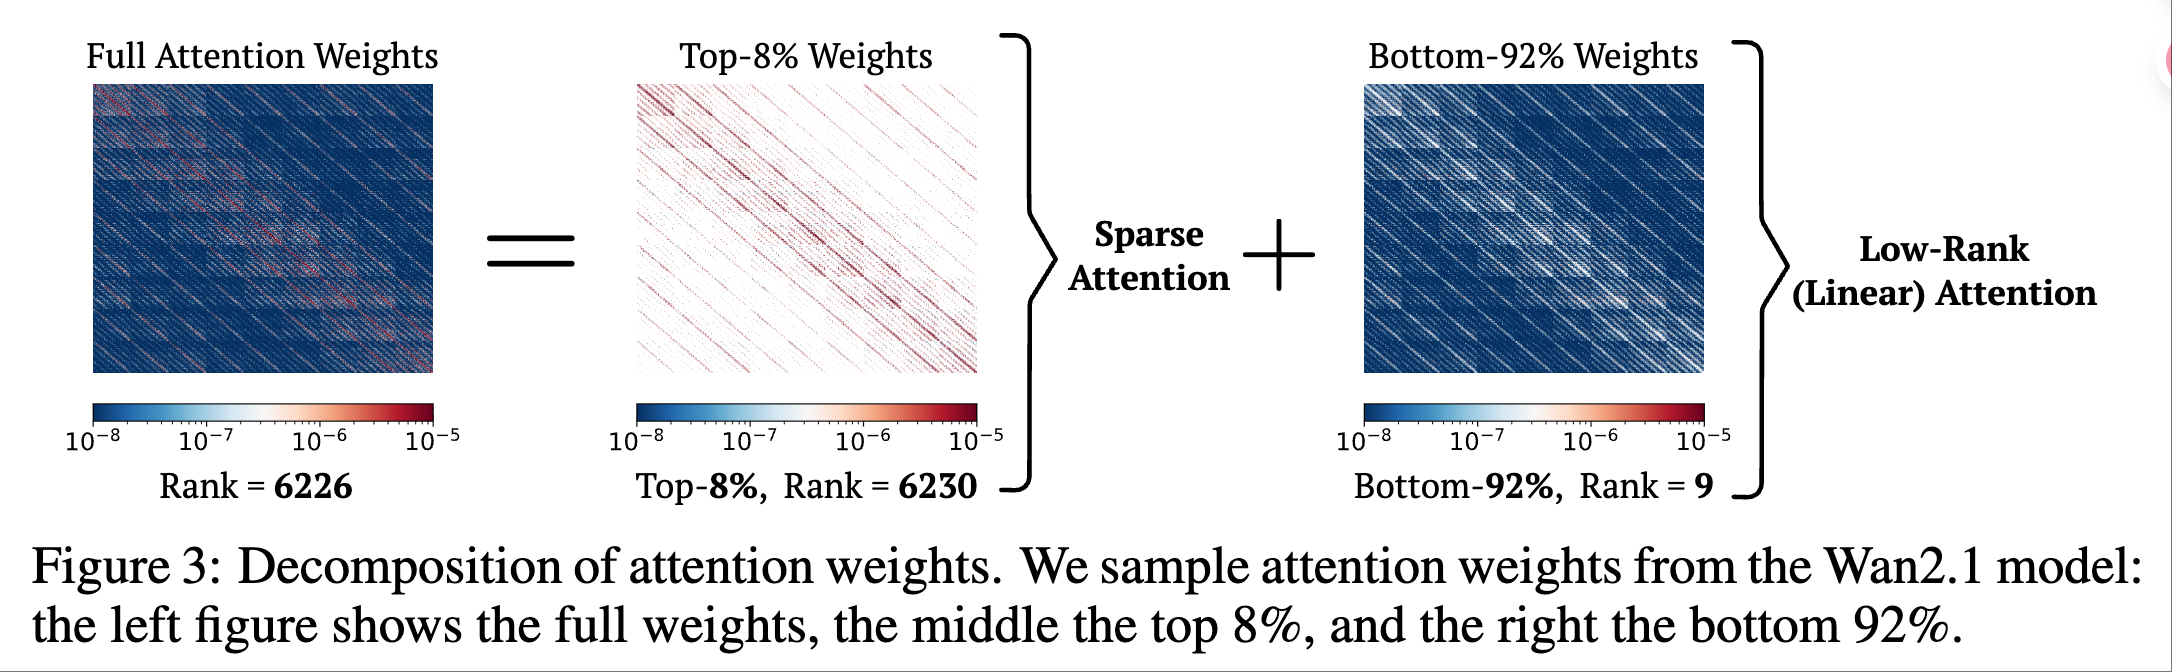 Full Attention Weights
Top-8% Weights
Bottom-92% Weights
Sparse
Attention
Low-Rank
(Linear) Attention
10⁻⁸ 10⁻⁷ 10⁻⁶ 10⁻⁵
10⁻⁸ 10⁻⁷ 10⁻⁶ 10⁻⁵
10⁻⁸ 10⁻⁷ 10⁻⁶ 10⁻⁵
Rank = 6226
Top-8%, Rank = 6230
Bottom-92%, Rank = 9
Figure 3: Decomposition of attention weights. We sample attention weights from the Wan2.1 model:
the left figure shows the full weights, the middle the top 8%, and the right the bottom 92%.